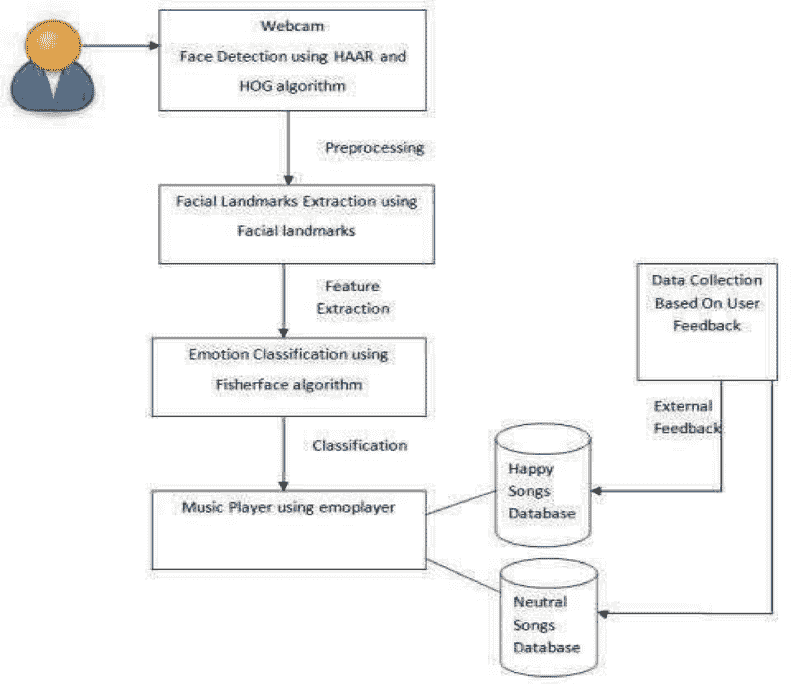 Webcam
Face Detection using HAAR and
HOG algorithm
Preprocessing
Facial Landmarks Extraction using
Facial landmarks
Feature
Extraction
Emotion Classification using
Fisherface algorithm
Classification
Music Player using emoplayer
Data Collection
Based On User
Feedback
External
Feedback
Happy
Songs
Database
Neutral
Songs
Database